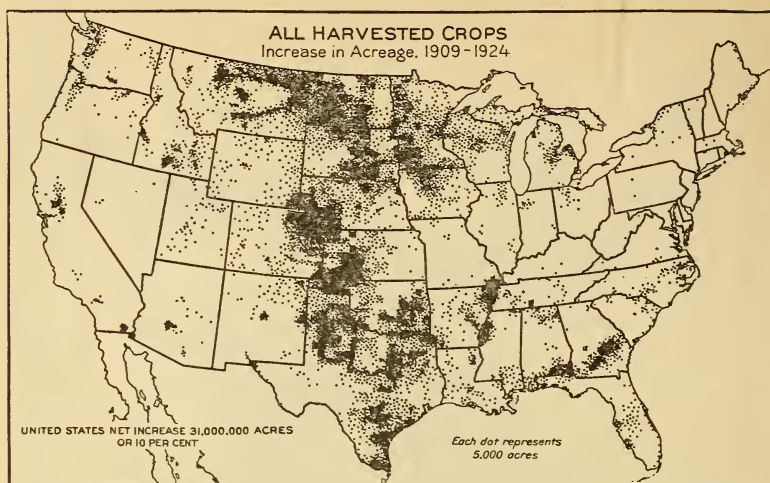 ALL HARVESTED CROPS
Increase in Acreage, 1909-1924
UNITED STATES NET INCREASE 31,000,000 ACRES
OR 10 PER CENT
Each dot represents
5,000 acres